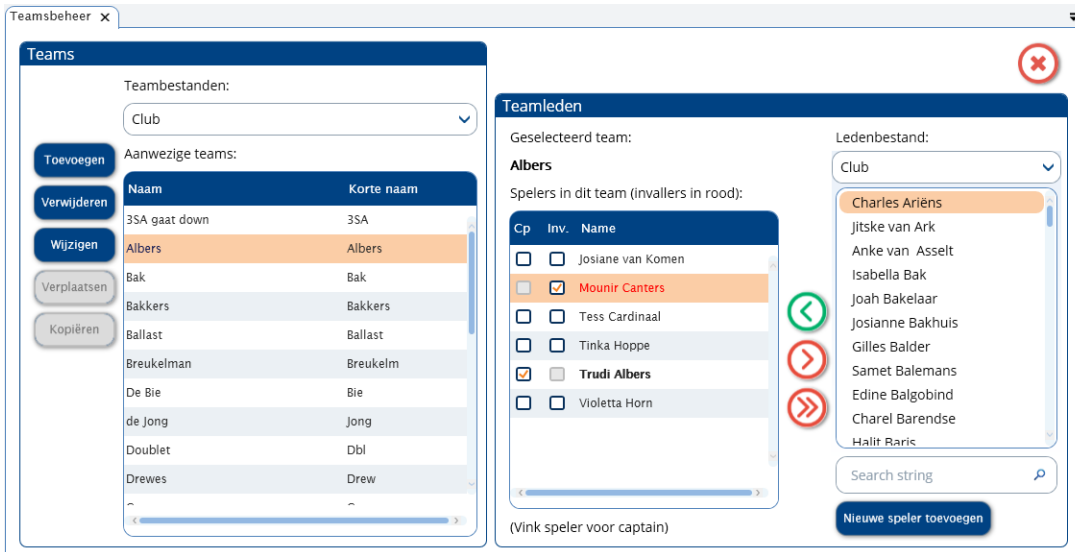 Teamsbeheer
Teams
Teambestanden:
Club
Aanwezige teams:
Toevoegen
Verwijderen
Wijzigen
Verplaatsen
Kopiëren
Naam Korte naam
3SA gaat down 3SA
Albers Albers
Bak Bak
Bakkers Bakkers
Ballast Ballast
Breukelman Breukelm
De Bie Bie
de Jong Jong
Doublet Dbl
Drewes Drew
Teamleden
Geselecteerd team:
Albers
Spelers in dit team (invallers in rood):
Cp Inv. Name
Josiane van Komen
Mounir Canters
Tess Cardinaal
Tinka Hoppe
Trudi Albers
Violetta Horn
(Vink speler voor captain)
Ledenbestand:
Club
Charles Ariëns
Jitske van Ark
Anke van Asselt
Isabella Bak
Joah Bakelaar
Josianne Bakhuis
Gilles Balder
Samet Balemans
Edine Balgobind
Charel Barendse
Halit Baris
Search string
Nieuwe speler toevoegen